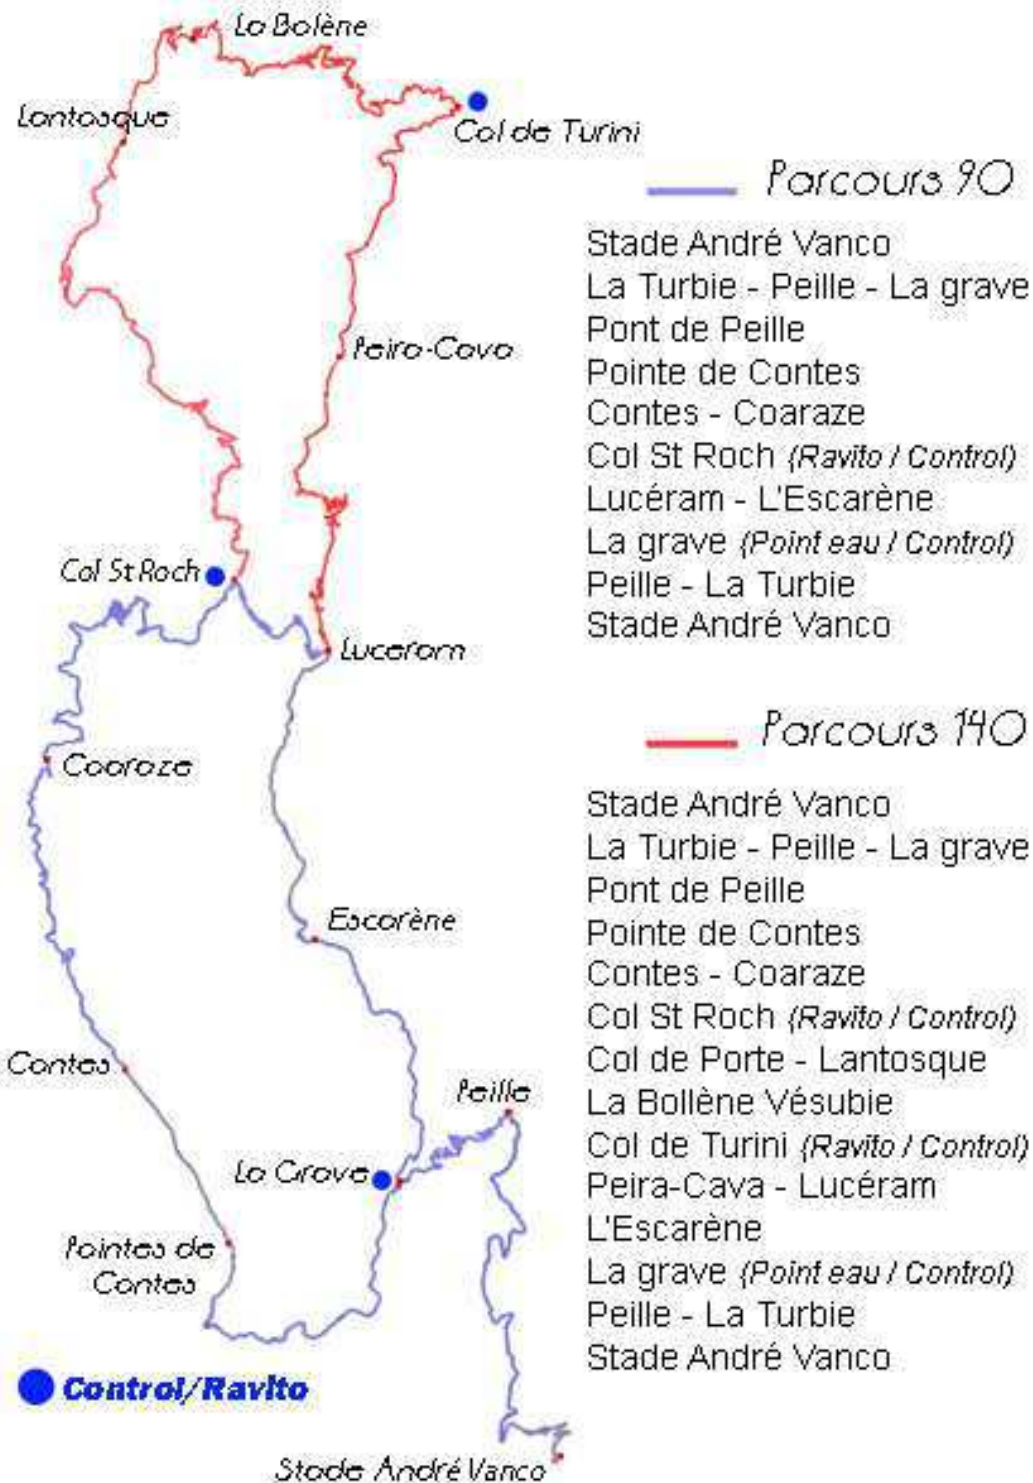 La Bolène
Lantosque
Col de Turini
Peira-Cava
Col St Roch
Luceram
Coaraze
Escarène
Contes
Peille
La Grave
Pointes de
Contes
Control/Ravito
Stade André Vanco
Parcours 90
Stade André Vanco
La Turbie - Peille - La grave
Pont de Peille
Pointe de Contes
Contes - Coaraze
Col St Roch (Ravito / Control)
Lucéram - L'Escarène
La grave (Point eau / Control)
Peille - La Turbie
Stade André Vanco
Parcours 140
Stade André Vanco
La Turbie - Peille - La grave
Pont de Peille
Pointe de Contes
Contes - Coaraze
Col St Roch (Ravito / Control)
Col de Porte - Lantosque
La Bollène Vésubie
Col de Turini (Ravito / Control)
Peira-Cava - Lucéram
L'Escarène
La grave (Point eau / Control)
Peille - La Turbie
Stade André Vanco